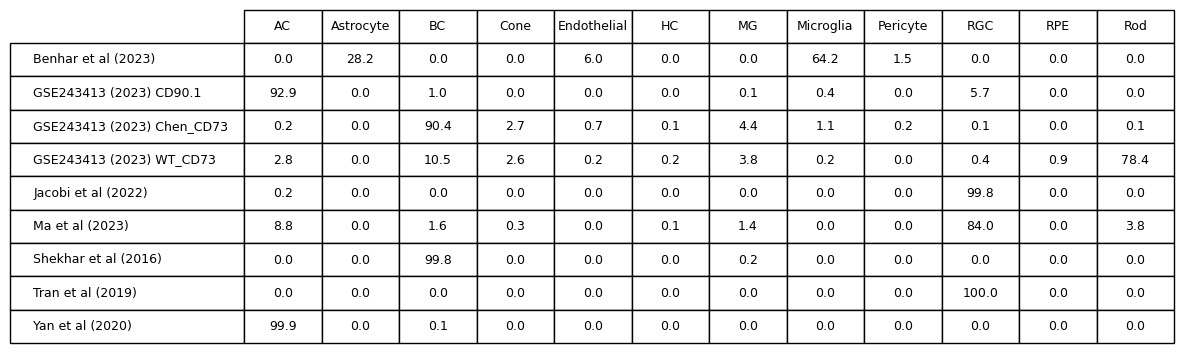 AC Astrocyte BC Cone Endothelial HC MG Microglia Pericyte RGC RPE Rod
Benhar et al (2023) 0.0 28.2 0.0 0.0 6.0 0.0 0.0 64.2 1.5 0.0 0.0 0.0
GSE243413 (2023) CD90.1 92.9 0.0 1.0 0.0 0.0 0.0 0.1 0.4 0.0 5.7 0.0 0.0
GSE243413 (2023) Chen_CD73 0.2 0.0 90.4 2.7 0.7 0.1 4.4 1.1 0.2 0.1 0.0 0.1
GSE243413 (2023) WT_CD73 2.8 0.0 10.5 2.6 0.2 0.2 3.8 0.2 0.0 0.4 0.9 78.4
Jacobi et al (2022) 0.2 0.0 0.0 0.0 0.0 0.0 0.0 0.0 0.0 99.8 0.0 0.0
Ma et al (2023) 8.8 0.0 1.6 0.3 0.0 0.1 1.4 0.0 0.0 84.0 0.0 3.8
Shekhar et al (2016) 0.0 0.0 99.8 0.0 0.0 0.0 0.2 0.0 0.0 0.0 0.0 0.0
Tran et al (2019) 0.0 0.0 0.0 0.0 0.0 0.0 0.0 0.0 0.0 100.0 0.0 0.0
Yan et al (2020) 99.9 0.0 0.1 0.0 0.0 0.0 0.0 0.0 0.0 0.0 0.0 0.0